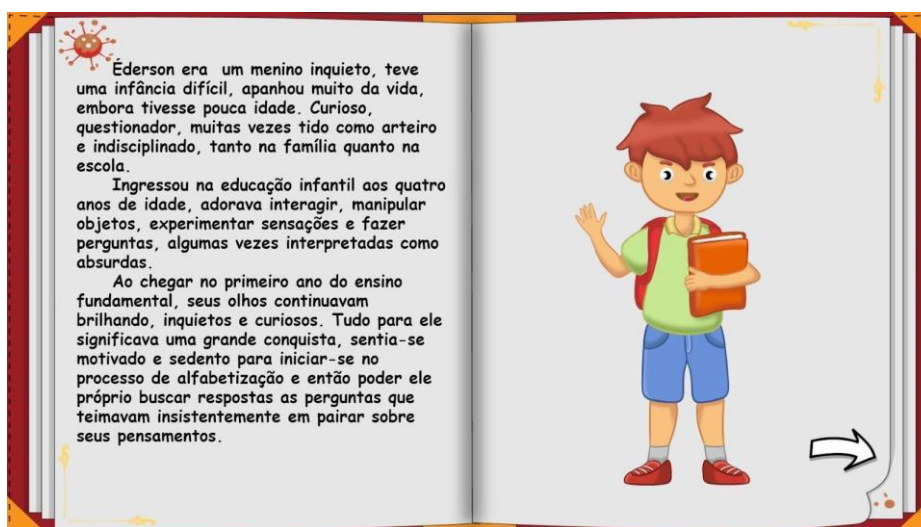 Éderson era um menino inquieto, teve
uma infância difícil, apanhou muito da vida,
embora tivesse pouca idade. Curioso,
questionador, muitas vezes tido como arteiro
e indisciplinado, tanto na família quanto na
escola.
Ingressou na educação infantil aos quatro
anos de idade, adorava interagir, manipular
objetos, experimentar sensações e fazer
perguntas, algumas vezes interpretadas como
absurdas.
Ao chegar no primeiro ano do ensino
fundamental, seus olhos continuavam
brilhando, inquietos e curiosos. Tudo para ele
significava uma grande conquista, sentia-se
motivado e sedento para iniciar-se no
processo de alfabetização e então poder ele
próprio buscar respostas as perguntas que
teimavam insistentemente em pairar sobre
seus pensamentos.